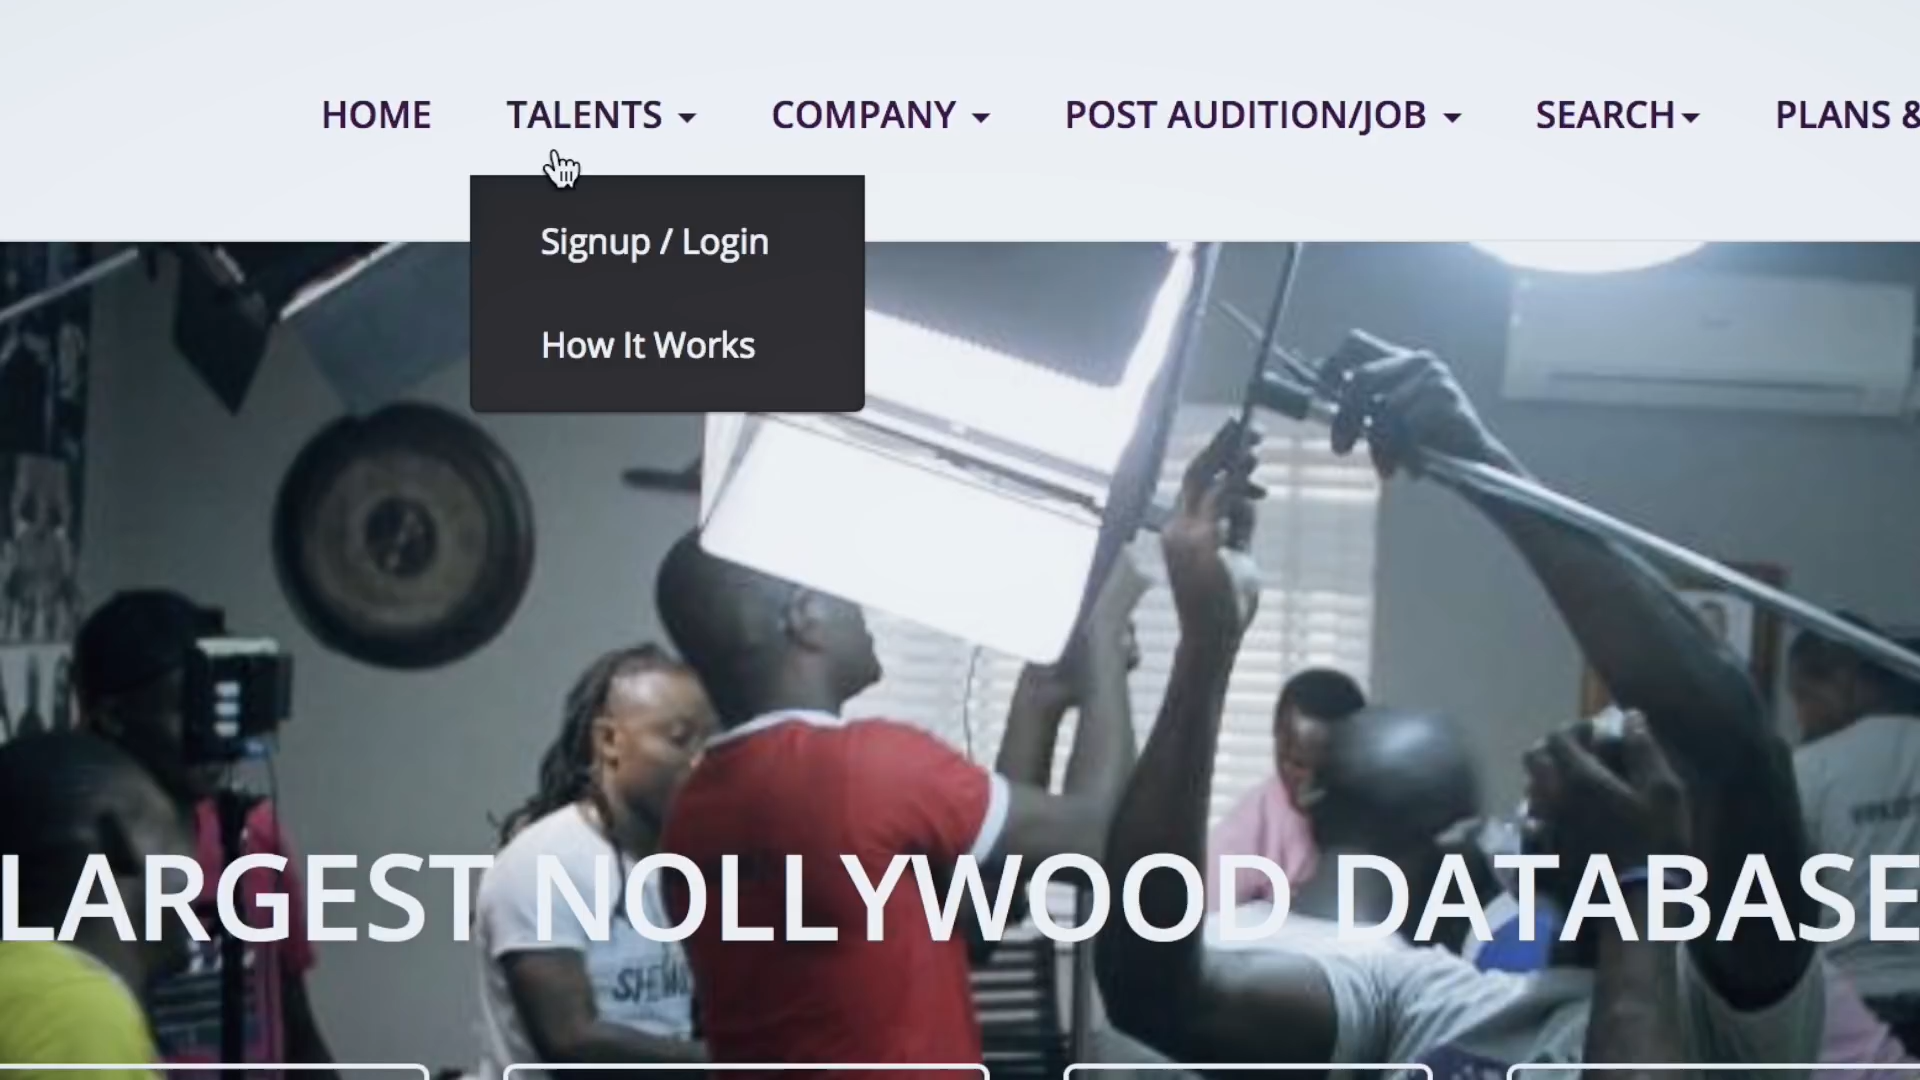 HOME TALENTS COMPANY POST AUDITION/JOB SEARCH PLANS &
Signup / Login
How It Works
LARGEST NOLLYWOOD DATABASE